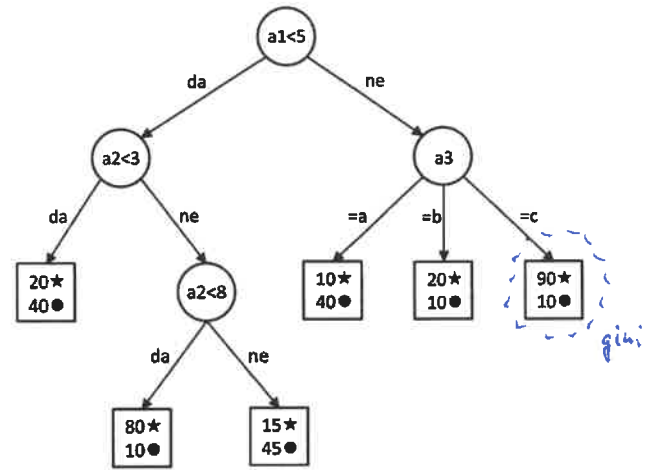 a1<5
da
ne
a2<3
a3
da
ne
=a
=b
=c
20★
40●
a2<8
10★
40●
20★
10●
90★
10●
gini
da
ne
80★
10●
15★
45●